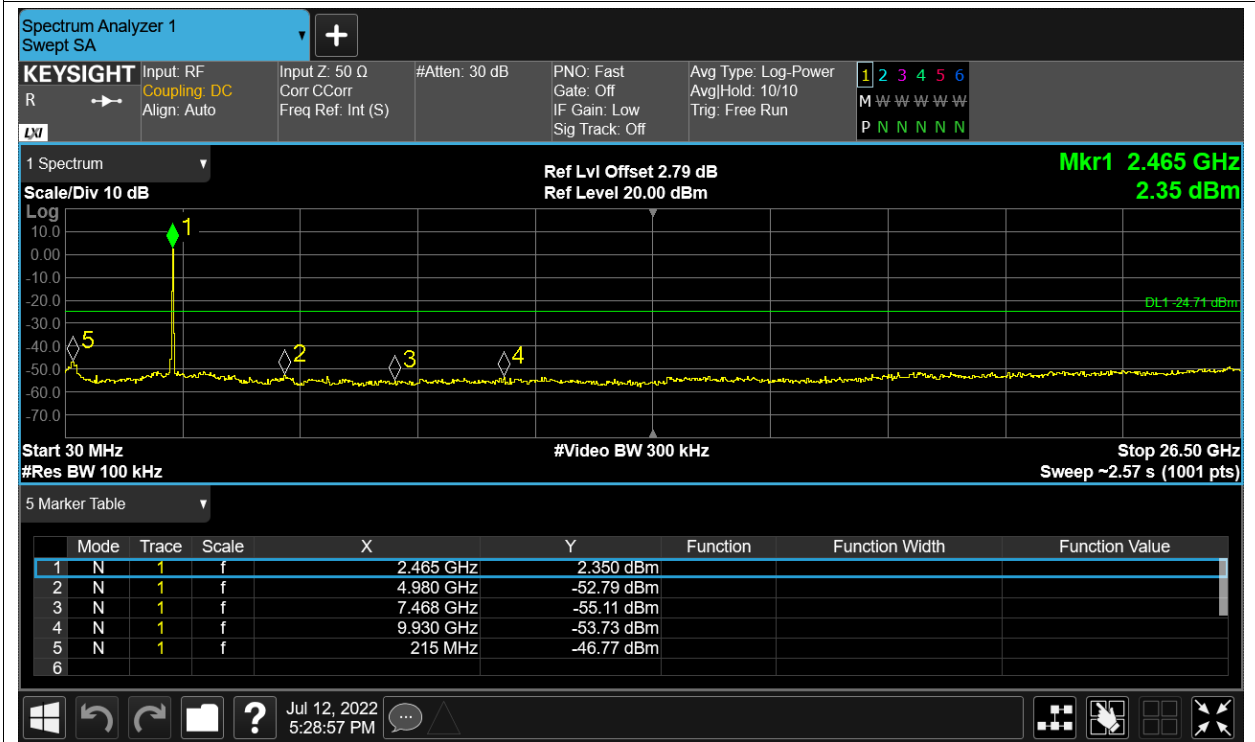 Spectrum Analyzer 1
Swept SA
KEYSIGHT
R
LXI
Input: RF
Coupling: DC
Align: Auto
Input Z: 50 Ω
Corr CCorr
Freq Ref: Int (S)
#Atten: 30 dB
PNO: Fast
Gate: Off
IF Gain: Low
Sig Track: Off
Avg Type: Log-Power
Avg|Hold: 10/10
Trig: Free Run
1 2 3 4 5 6
M W W W W W
P N N N N N
1 Spectrum
Scale/Div 10 dB
Ref Lvl Offset 2.79 dB
Ref Level 20.00 dBm
Mkr1 2.465 GHz
2.35 dBm
Log
10.0
0.00
-10.0
-20.0
-30.0
-40.0
-50.0
-60.0
-70.0
1
DL1 -24.71 dBm
5
2
3
4
Start 30 MHz
#Video BW 300 kHz
Stop 26.50 GHz
#Res BW 100 kHz
Sweep ~2.57 s (1001 pts)
5 Marker Table
Mode Trace Scale X Y Function Function Width Function Value
1 N 1 f 2.465 GHz 2.350 dBm
2 N 1 f 4.980 GHz -52.79 dBm
3 N 1 f 7.468 GHz -55.11 dBm
4 N 1 f 9.930 GHz -53.73 dBm
5 N 1 f 215 MHz -46.77 dBm
6
?
Jul 12, 2022
5:28:57 PM